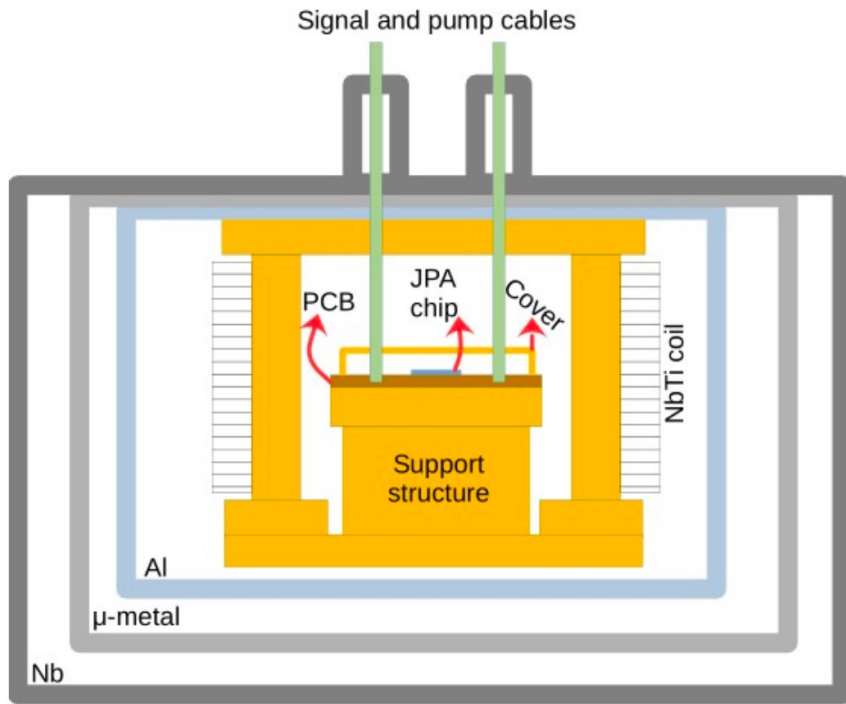 Signal and pump cables
PCB
JPA
chip
Cover
NbTi coil
Support
structure
Al
μ-metal
Nb